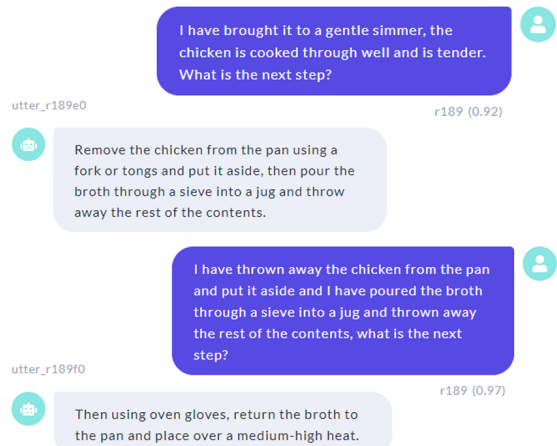 I have brought it to a gentle simmer, the
chicken is cooked through well and is tender.
What is the next step?
utter_r189e0
r189 (0.92)
Remove the chicken from the pan using a
fork or tongs and put it aside, then pour the
broth through a sieve into a jug and throw
away the rest of the contents.
I have thrown away the chicken from the pan
and put it aside and I have poured the broth
through a sieve into a jug and thrown away
the rest of the contents, what is the next
step?
utter_r189f0
r189 (0.97)
Then using oven gloves, return the broth to
the pan and place over a medium-high heat.